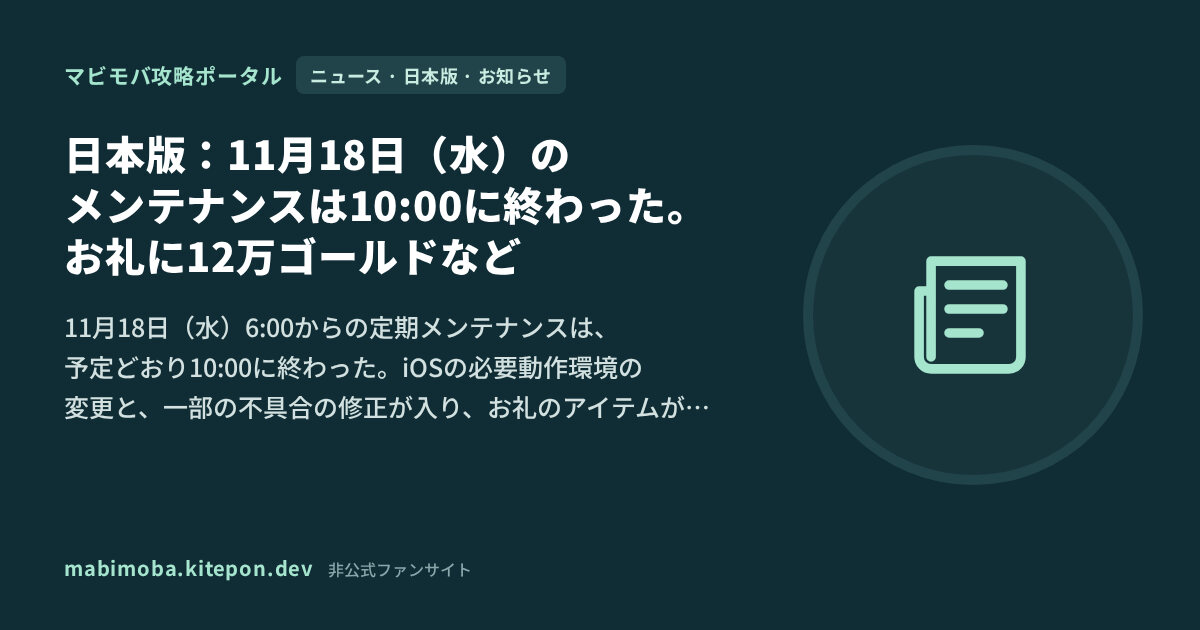 マビモバ攻略ポータル
ニュース・日本版・お知らせ
日本版：11月18日（水）の
メンテナンスは10:00に終わった。
お礼に12万ゴールドなど
11月18日（水）6:00からの定期メンテナンスは、
予定どおり10:00に終わった。iOSの必要動作環境の
変更と、一部の不具合の修正が入り、お礼のアイテムが…
mabimoba.kitepon.dev
非公式ファンサイト